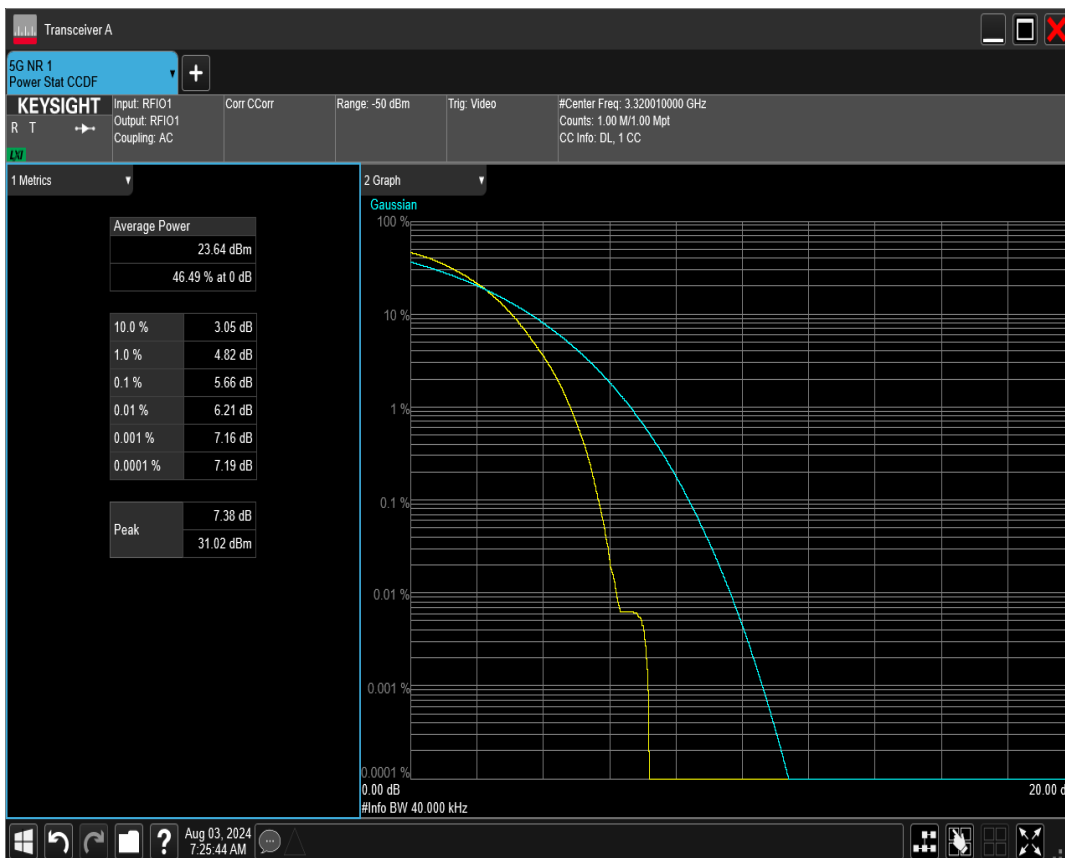 Transceiver A
5G NR 1
Power Stat CCDF
KEYSIGHT
R T
LXI
Input: RFIO1
Output: RFIO1
Coupling: AC
Corr CCorr
Range: -50 dBm
Trig: Video
#Center Freq: 3.320010000 GHz
Counts: 1.00 M/1.00 Mpt
CC Info: DL, 1 CC
1 Metrics
Average Power
23.64 dBm
46.49 % at 0 dB
10.0 % 3.05 dB
1.0 % 4.82 dB
0.1 % 5.66 dB
0.01 % 6.21 dB
0.001 % 7.16 dB
0.0001 % 7.19 dB
Peak 7.38 dB
31.02 dBm
2 Graph
Gaussian
100 %
10 %
1 %
0.1 %
0.01 %
0.001 %
0.0001 %
0.00 dB 20.00 d
#Info BW 40.000 kHz
Aug 03, 2024
7:25:44 AM